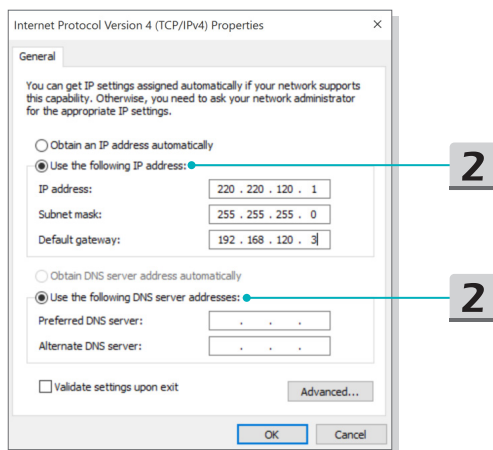 Internet Protocol Version 4 (TCP/IPv4) Properties
General
You can get IP settings assigned automatically if your network supports
this capability. Otherwise, you need to ask your network administrator
for the appropriate IP settings.
Obtain an IP address automatically
Use the following IP address:
2
IP address: 220 . 220 . 120 . 1
Subnet mask: 255 . 255 . 255 . 0
Default gateway: 192 . 168 . 120 . 3
Obtain DNS server address automatically
Use the following DNS server addresses:
2
Preferred DNS server: . . .
Alternate DNS server: . . .
Validate settings upon exit
Advanced...
OK Cancel